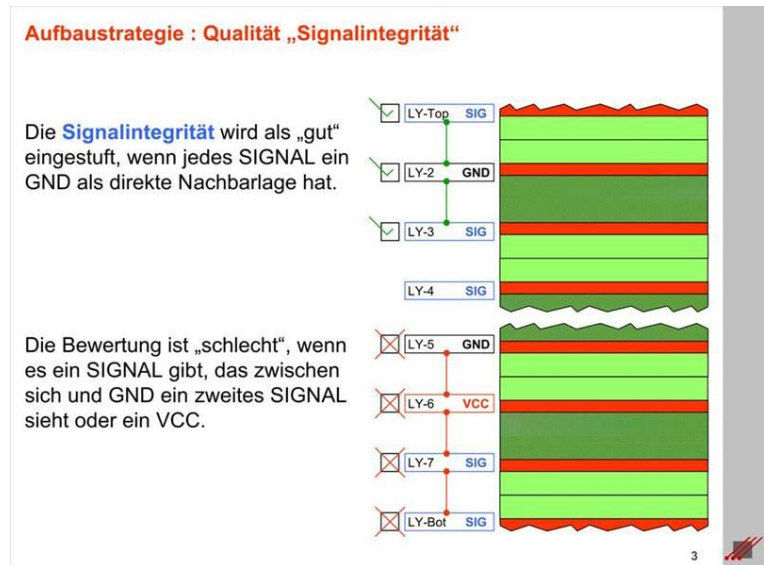 Aufbaustrategie : Qualität „Signalintegrität“
Die Signalintegrität wird als „gut“
eingestuft, wenn jedes SIGNAL ein
GND als direkte Nachbarlage hat.
LY-Top SIG
LY-2 GND
LY-3 SIG
LY-4 SIG
Die Bewertung ist „schlecht“, wenn
es ein SIGNAL gibt, das zwischen
sich und GND ein zweites SIGNAL
sieht oder ein VCC.
LY-5 GND
LY-6 VCC
LY-7 SIG
LY-Bot SIG
3